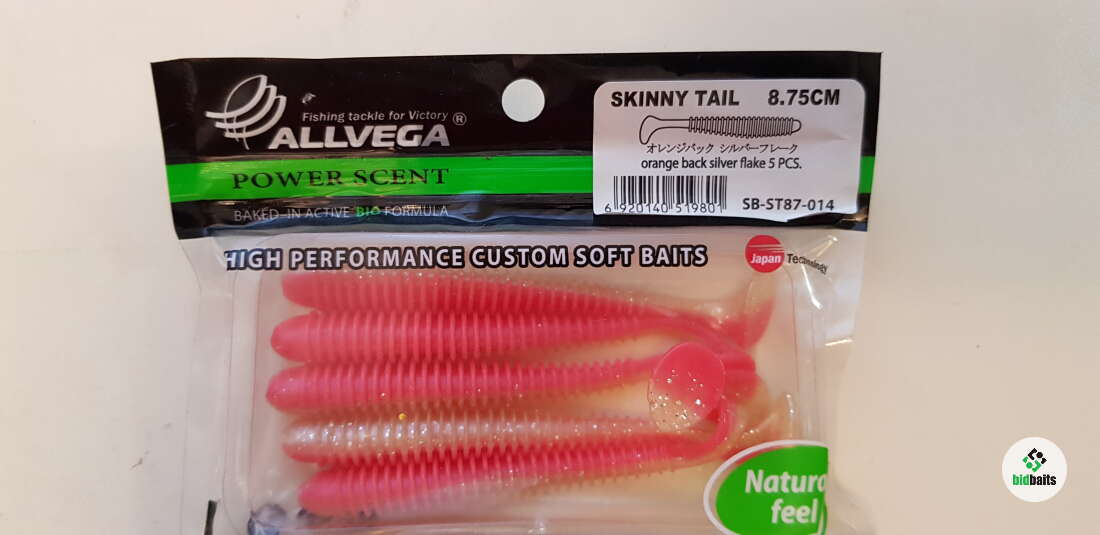 Fishing tackle for Victory
ALLVEGA®
POWER SCENT
BAKED-IN ACTIVE BIO FORMULA
SKINNY TAIL 8.75CM
オレンジバック シルバーフレーク
orange back silver flake 5 PCS.
6 920140 519801
SB-ST87-014
HIGH PERFORMANCE CUSTOM SOFT BAITS
Japan Technology
Natural
feel
bidbaits